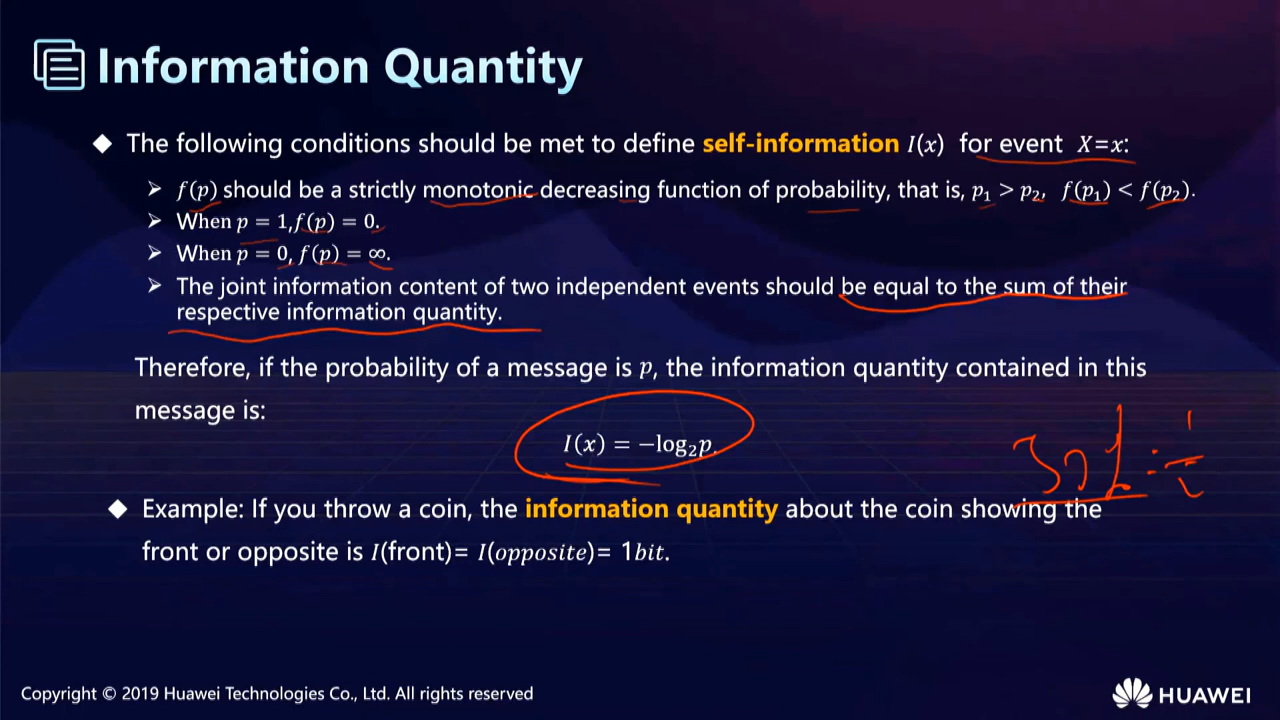 Information Quantity
The following conditions should be met to define self-information I(x) for event X=x:
f(p) should be a strictly monotonic decreasing function of probability, that is, p₁ > p₂, f(p₁) < f(p₂).
When p = 1,f(p) = 0.
When p = 0, f(p) = ∞.
The joint information content of two independent events should be equal to the sum of their
respective information quantity.
Therefore, if the probability of a message is p, the information quantity contained in this
message is:
I(x) = −log₂p.
Example: If you throw a coin, the information quantity about the coin showing the
front or opposite is I(front)= I(opposite)= 1bit.
Copyright © 2019 Huawei Technologies Co., Ltd. All rights reserved
HUAWEI